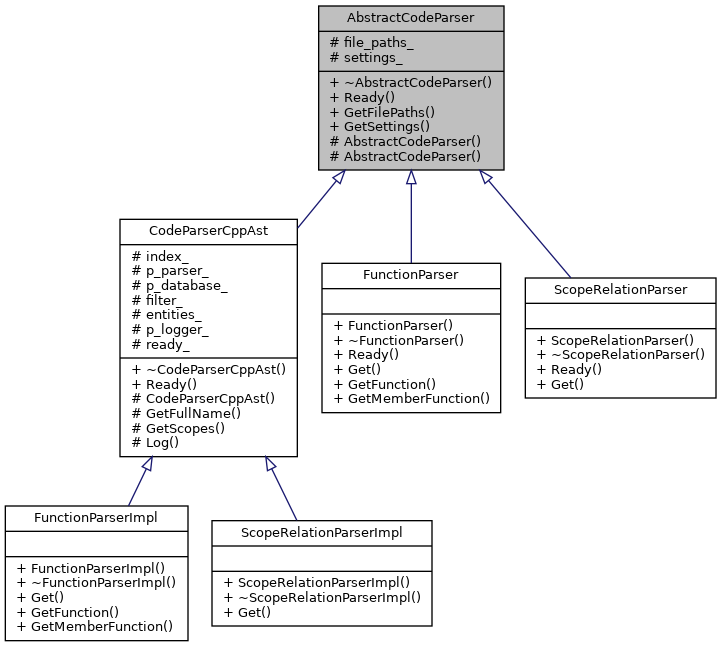 AbstractCodeParser
# file_paths_
# settings_
+ ~AbstractCodeParser()
+ Ready()
+ GetFilePaths()
+ GetSettings()
# AbstractCodeParser()
# AbstractCodeParser()
CodeParserCppAst
# index_
# p_parser_
# p_database_
# filter_
# entities_
# p_logger_
# ready_
+ ~CodeParserCppAst()
+ Ready()
# CodeParserCppAst()
# GetFullName()
# GetScopes()
# Log()
FunctionParser
+ FunctionParser()
+ ~FunctionParser()
+ Ready()
+ Get()
+ GetFunction()
+ GetMemberFunction()
ScopeRelationParser
+ ScopeRelationParser()
+ ~ScopeRelationParser()
+ Ready()
+ Get()
FunctionParserImpl
+ FunctionParserImpl()
+ ~FunctionParserImpl()
+ Get()
+ GetFunction()
+ GetMemberFunction()
ScopeRelationParserImpl
+ ScopeRelationParserImpl()
+ ~ScopeRelationParserImpl()
+ Get()